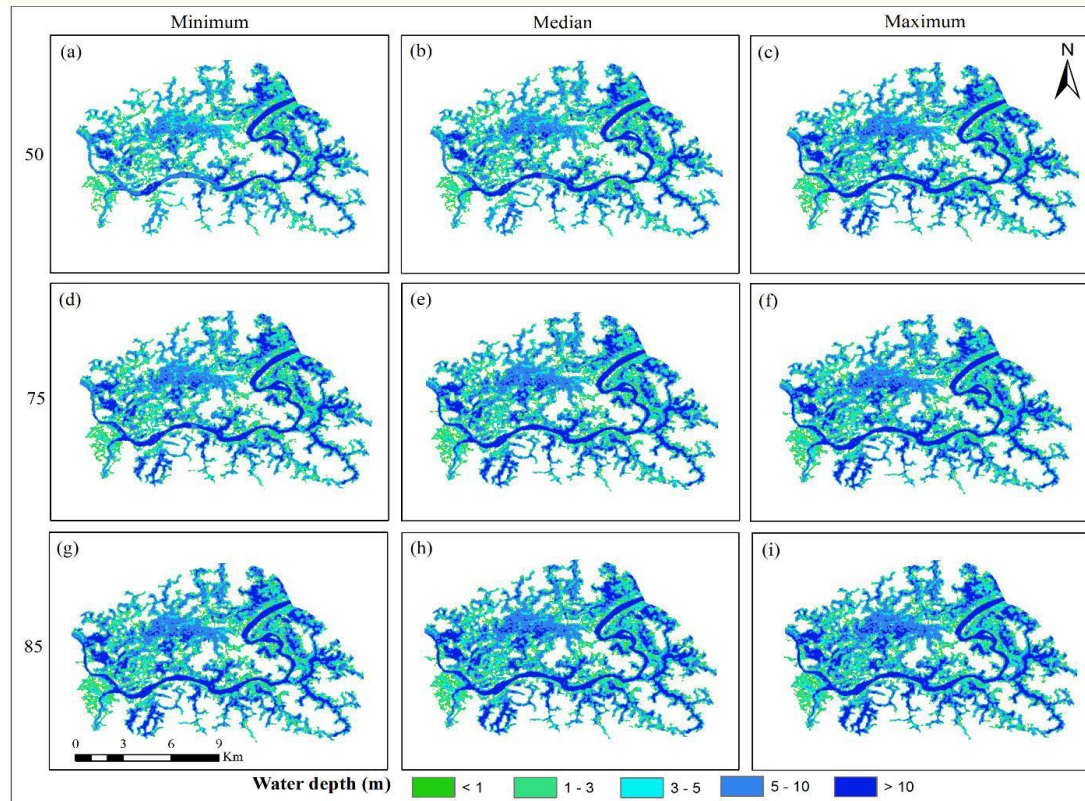 Minimum Median Maximum
(a) (b) (c) N
50
(d) (e) (f)
75
(g) (h) (i)
85
0 3 6 9
Km
Water depth (m) < 1 1 - 3 3 - 5 5 - 10 > 10